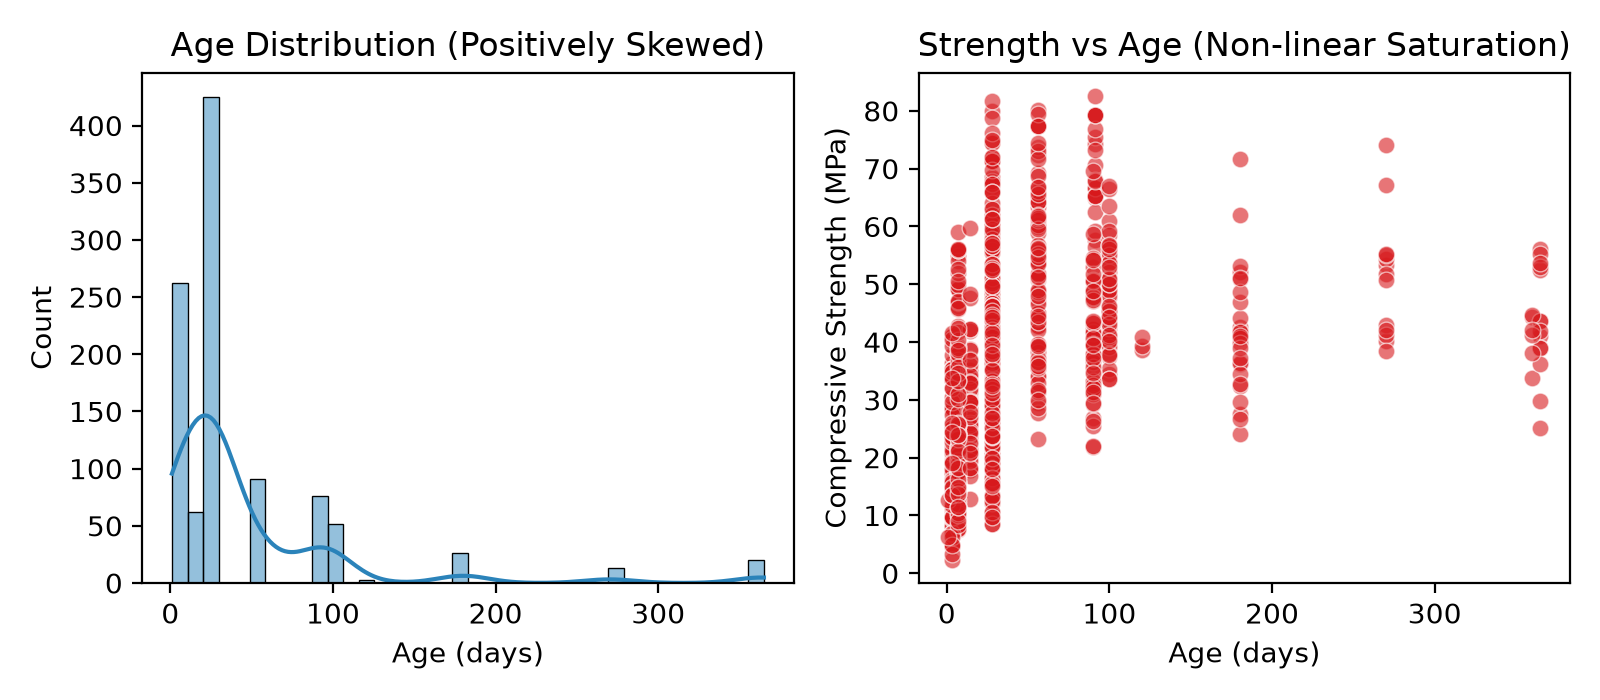 Age Distribution (Positively Skewed)
400
350
300
250
200
150
100
50
0
Count
0 100 200 300
Age (days)
Strength vs Age (Non-linear Saturation)
80
70
60
50
40
30
20
10
0
Compressive Strength (MPa)
0 100 200 300
Age (days)